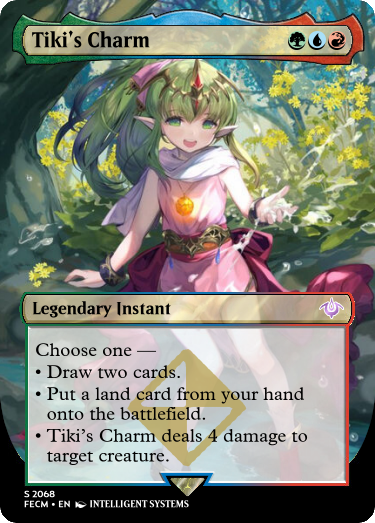 Tiki's Charm
Legendary Instant
Choose one —
• Draw two cards.
• Put a land card from your hand
onto the battlefield.
• Tiki's Charm deals 4 damage to
target creature.
S 2068
FECM • EN INTELLIGENT SYSTEMS